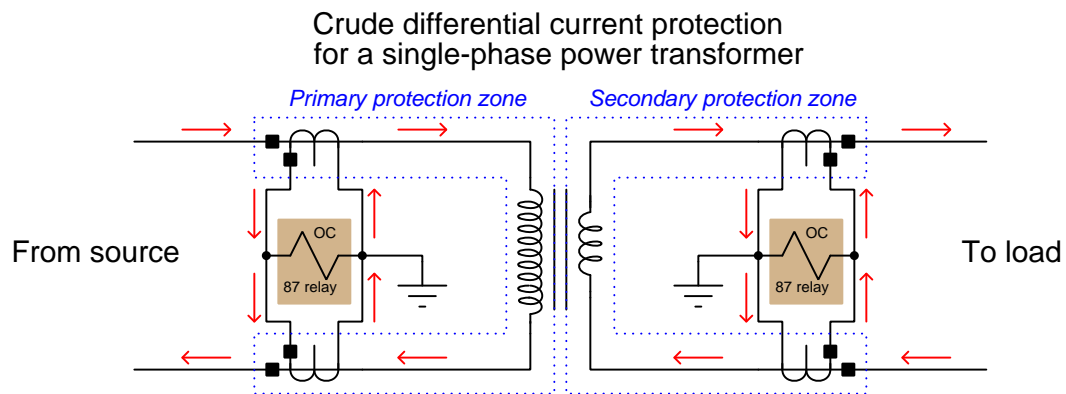 Crude differential current protection
for a single-phase power transformer
Primary protection zone
Secondary protection zone
From source
OC
87 relay
OC
87 relay
To load